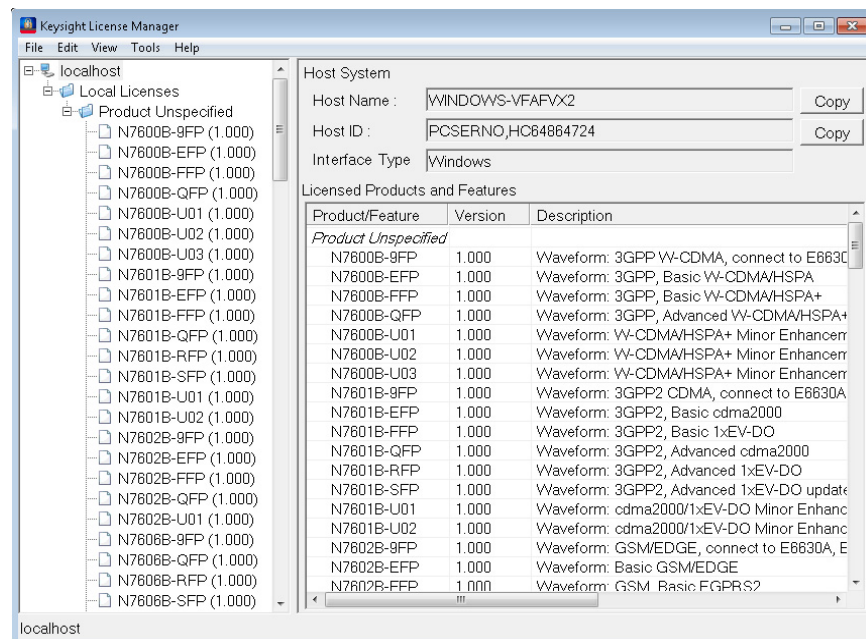 Keysight License Manager
File Edit View Tools Help
localhost
Local Licenses
Product Unspecified
N7600B-9FP (1.000)
N7600B-EFP (1.000)
N7600B-FFP (1.000)
N7600B-QFP (1.000)
N7600B-U01 (1.000)
N7600B-U02 (1.000)
N7600B-U03 (1.000)
N7601B-9FP (1.000)
N7601B-EFP (1.000)
N7601B-FFP (1.000)
N7601B-QFP (1.000)
N7601B-RFP (1.000)
N7601B-SFP (1.000)
N7601B-U01 (1.000)
N7601B-U02 (1.000)
N7602B-9FP (1.000)
N7602B-EFP (1.000)
N7602B-FFP (1.000)
N7602B-QFP (1.000)
N7602B-U01 (1.000)
N7606B-9FP (1.000)
N7606B-QFP (1.000)
N7606B-RFP (1.000)
N7606B-SFP (1.000)
Host System
Host Name : WINDOWS-VFAFVX2 Copy
Host ID : PCSERNO,HC64864724 Copy
Interface Type Windows
Licensed Products and Features
Product/Feature Version Description
Product Unspecified
N7600B-9FP 1.000 Waveform: 3GPP W-CDMA, connect to E6630
N7600B-EFP 1.000 Waveform: 3GPP, Basic W-CDMA/HSPA
N7600B-FFP 1.000 Waveform: 3GPP, Basic W-CDMA/HSPA+
N7600B-QFP 1.000 Waveform: 3GPP, Advanced W-CDMA/HSPA+
N7600B-U01 1.000 Waveform: W-CDMA/HSPA+ Minor Enhancem
N7600B-U02 1.000 Waveform: W-CDMA/HSPA+ Minor Enhancem
N7600B-U03 1.000 Waveform: W-CDMA/HSPA+ Minor Enhancem
N7601B-9FP 1.000 Waveform: 3GPP2 CDMA, connect to E6630A
N7601B-EFP 1.000 Waveform: 3GPP2, Basic cdma2000
N7601B-FFP 1.000 Waveform: 3GPP2, Basic 1xEV-DO
N7601B-QFP 1.000 Waveform: 3GPP2, Advanced cdma2000
N7601B-RFP 1.000 Waveform: 3GPP2, Advanced 1xEV-DO
N7601B-SFP 1.000 Waveform: 3GPP2, Advanced 1xEV-DO update
N7601B-U01 1.000 Waveform: cdma2000/1xEV-DO Minor Enhanc
N7601B-U02 1.000 Waveform: cdma2000/1xEV-DO Minor Enhanc
N7602B-9FP 1.000 Waveform: GSM/EDGE, connect to E6630A, E
N7602B-EFP 1.000 Waveform: Basic GSM/EDGE
N7602B-FFP 1.000 Waveform: GSM, Basic EGPRS2
localhost